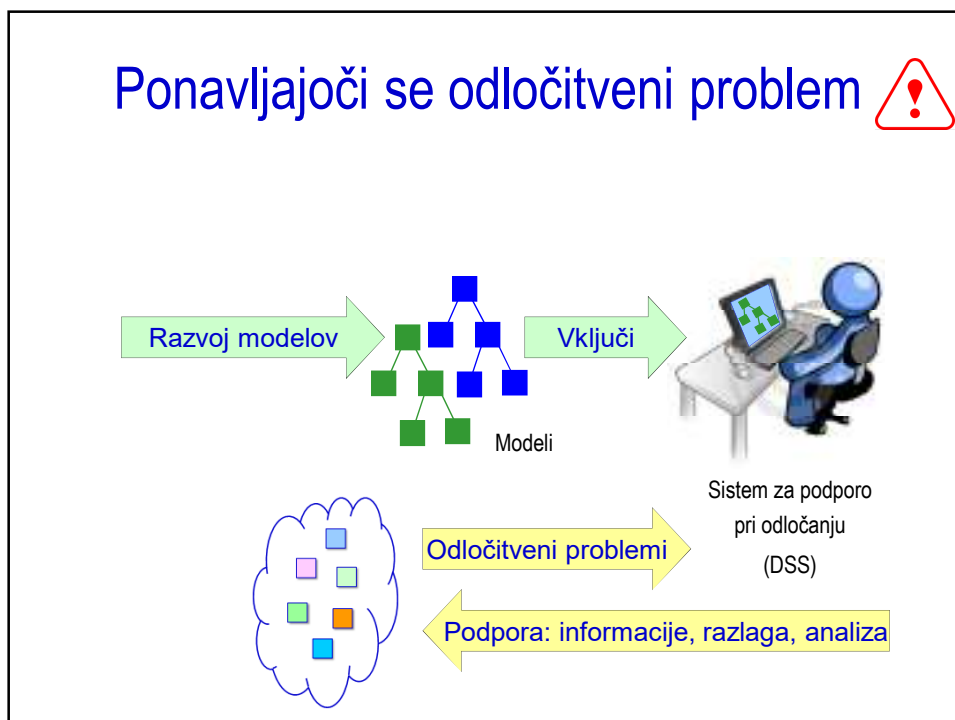 Ponavljajoči se odločitveni problem
Razvoj modelov
Vključi
Modeli
Sistem za podporo
pri odločanju
(DSS)
Odločitveni problemi
Podpora: informacije, razlaga, analiza